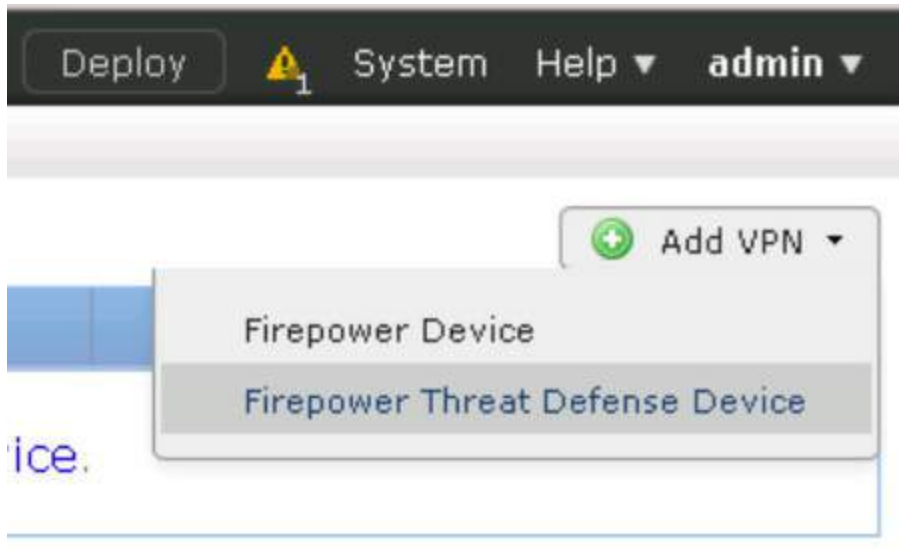 Deploy 1 System Help admin
Add VPN
Firepower Device
Firepower Threat Defense Device
ice.